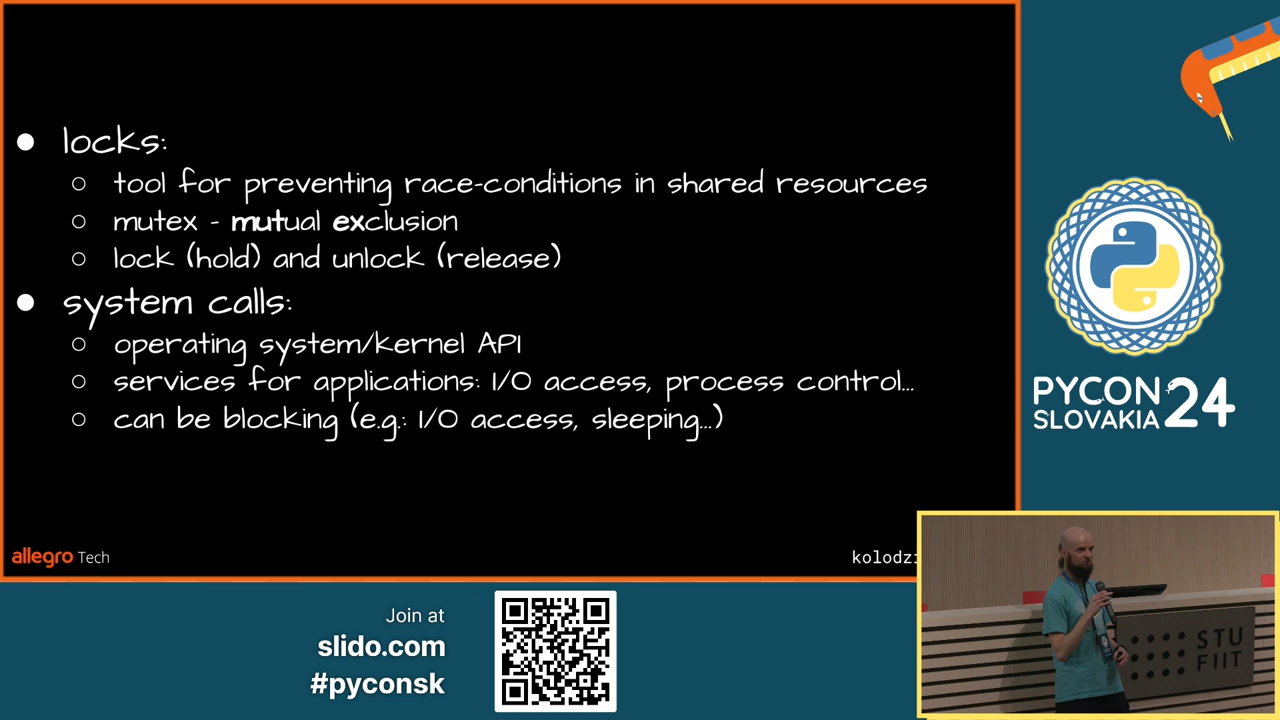 ● locks:
○ tool for preventing race-conditions in shared resources
○ mutex - mutual exclusion
○ lock (hold) and unlock (release)
● system calls:
○ operating system/kernel API
○ services for applications: I/O access, process control...
○ can be blocking (e.g.: I/O access, sleeping...)
allegro Tech
kolodzi
PYCON
SLOVAKIA 24
Join at
slido.com
#pyconsk
STU
FIIT